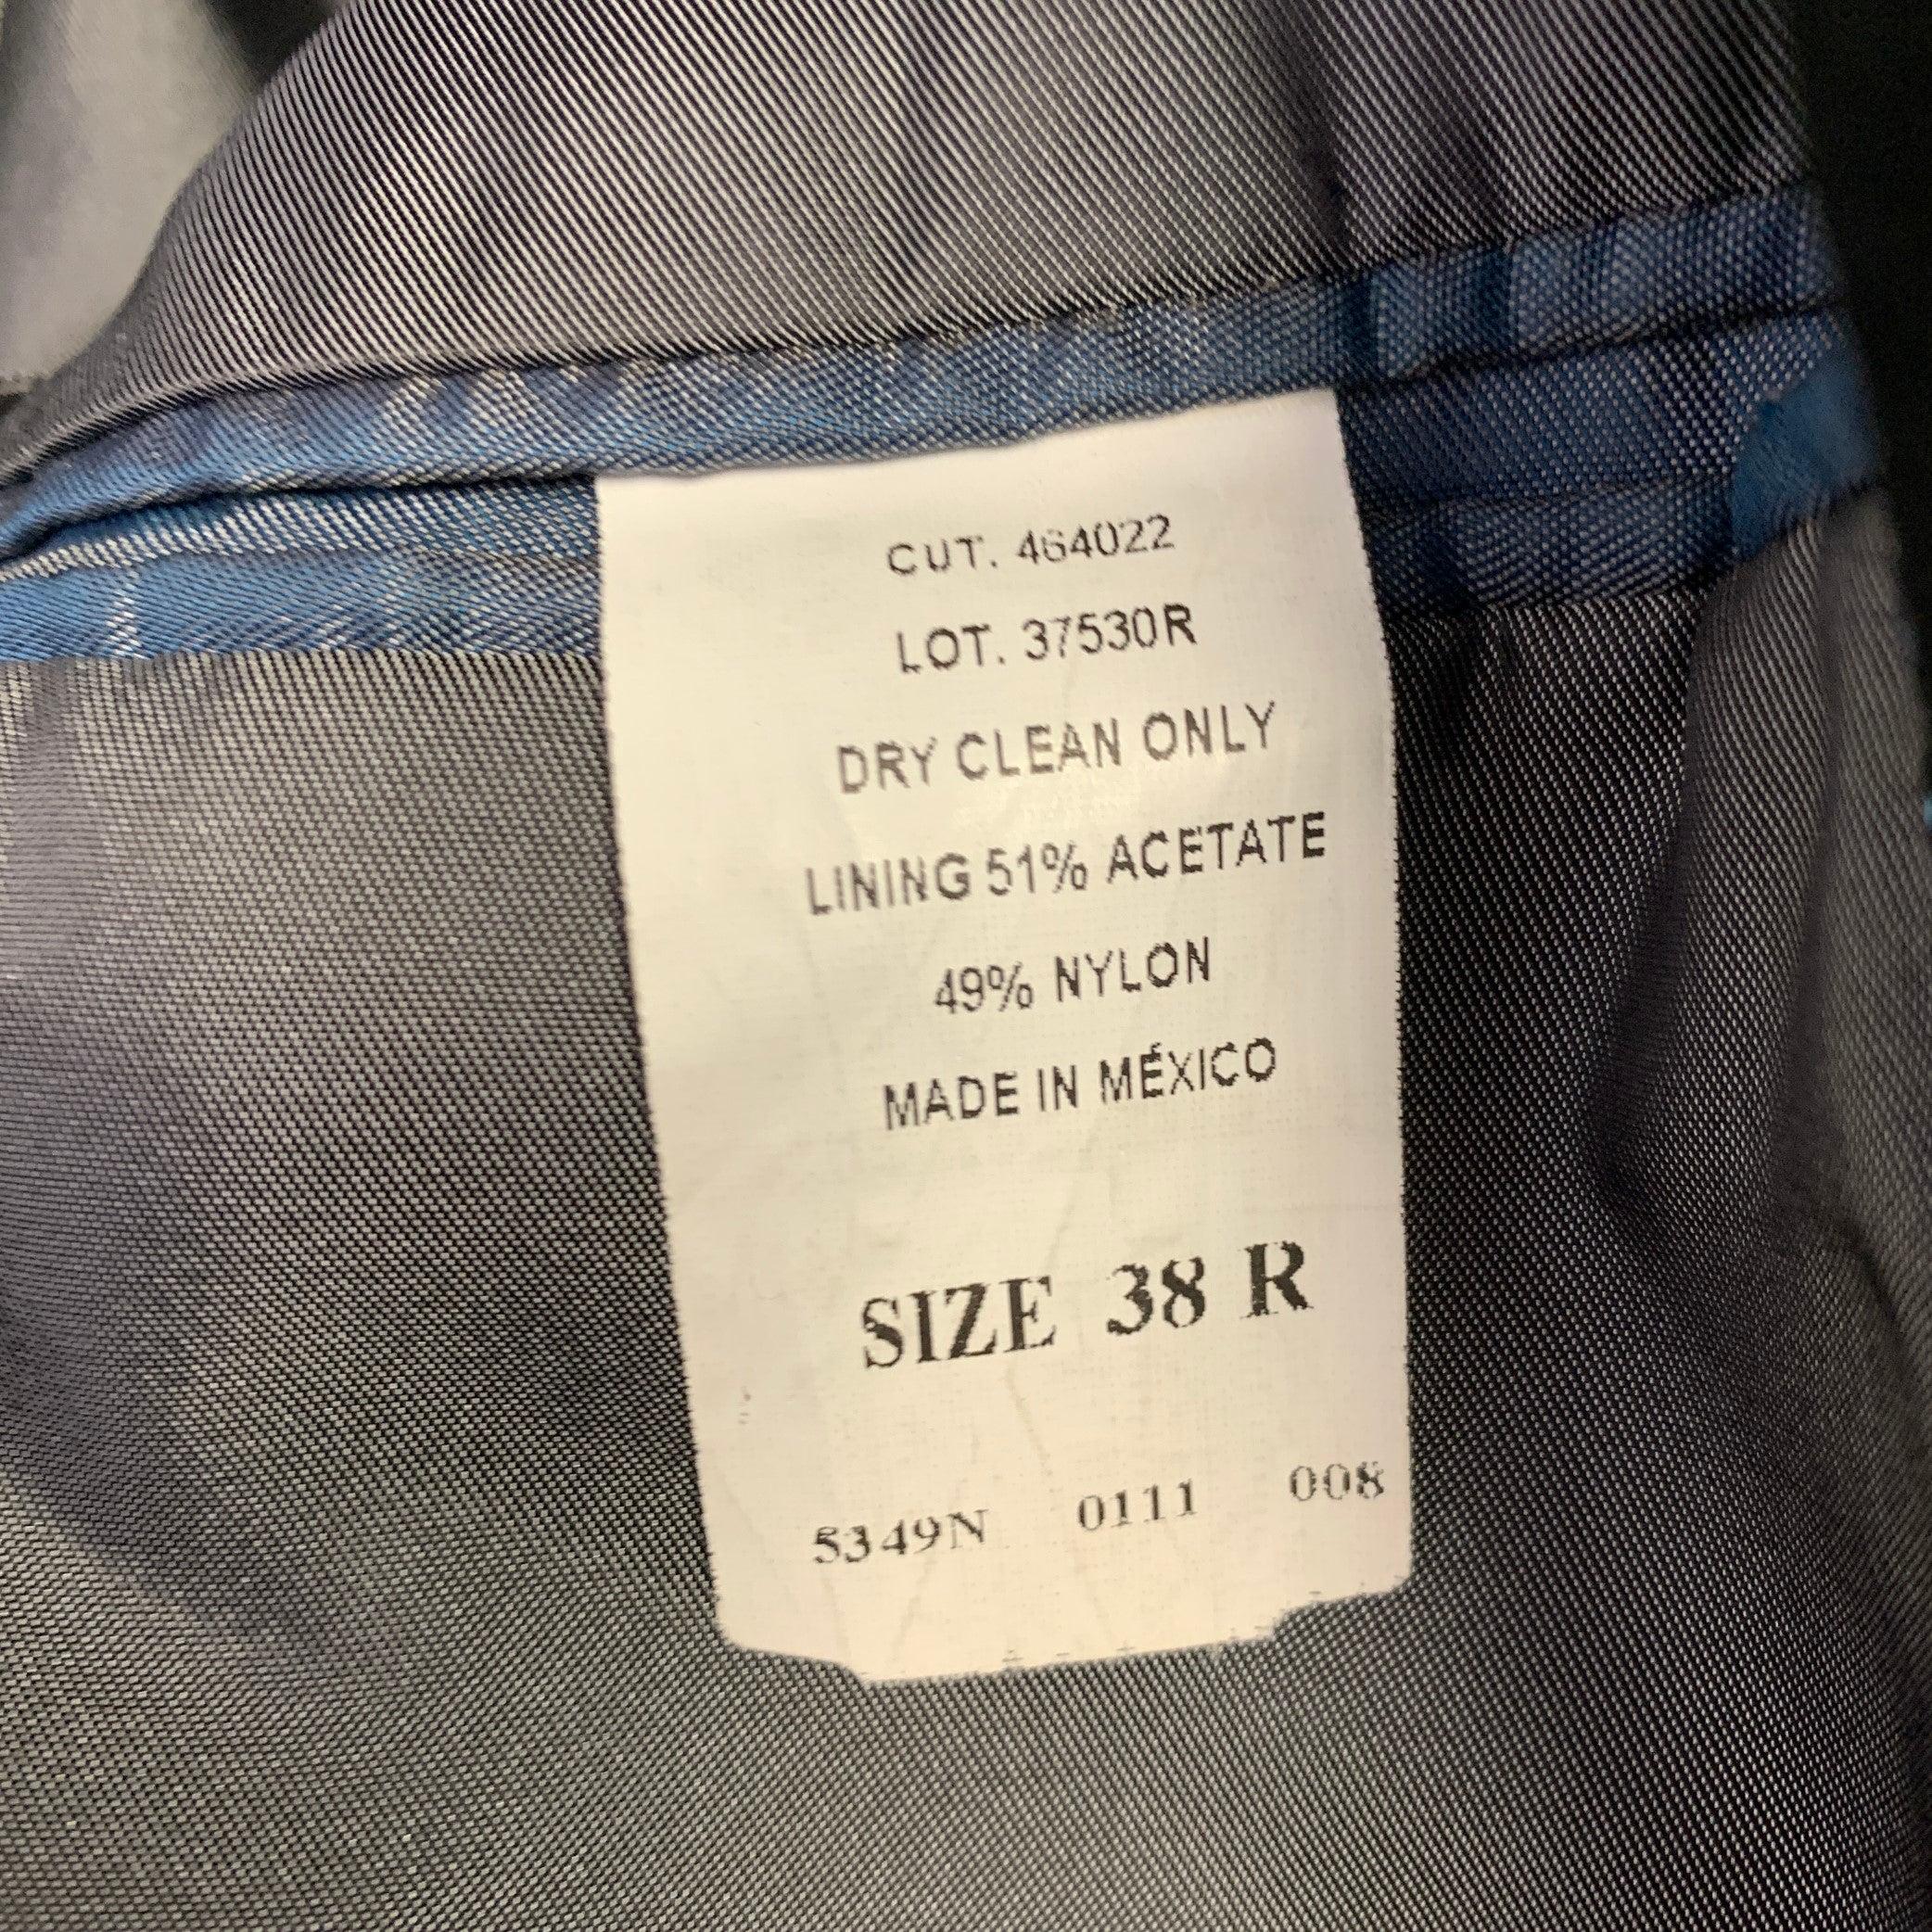 CUT. 464022
LOT. 37530R
DRY CLEAN ONLY
LINING 51% ACETATE
49% NYLON
MADE IN MÉXICO
SIZE 38 R
5349N 0111 008